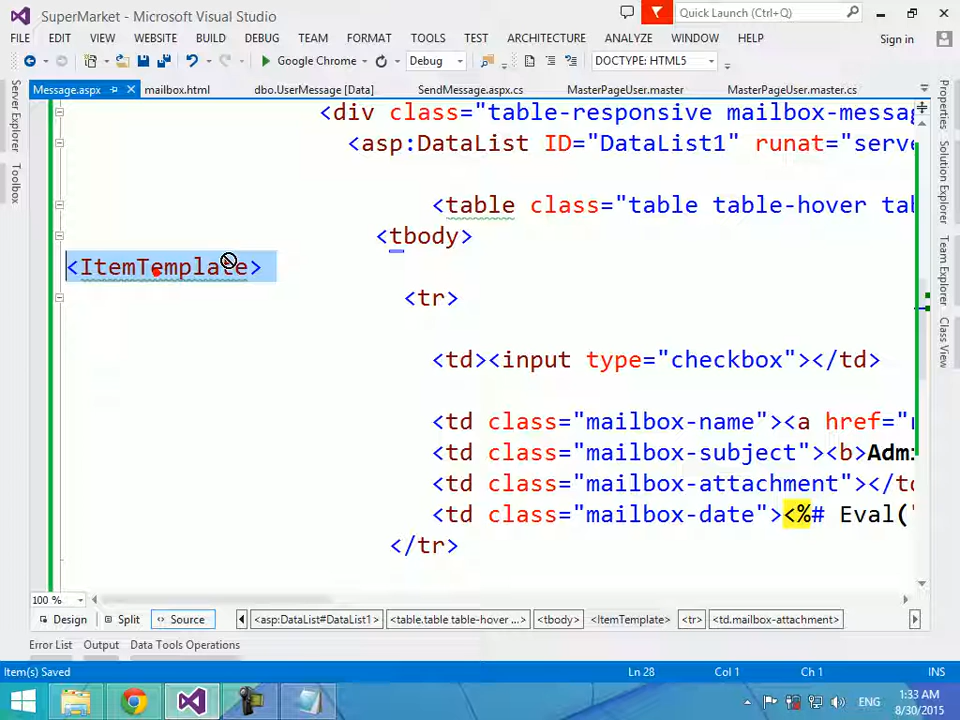 SuperMarket - Microsoft Visual Studio
Quick Launch (Ctrl+Q)
FILE EDIT VIEW WEBSITE BUILD DEBUG TEAM FORMAT TOOLS TEST ARCHITECTURE ANALYZE WINDOW HELP
Sign in
Google Chrome Debug DOCTYPE: HTML5
Message.aspx mailbox.html dbo.UserMessage [Data] SendMessage.aspx.cs MasterPageUser.master MasterPageUser.master.cs
Server Explorer
Toolbox
Properties
Solution Explorer
Team Explorer
Class View
<div class="table-responsive mailbox-messag
<asp:DataList ID="DataList1" runat="serve
<table class="table table-hover tab
<tbody>
<ItemTemplate>
<tr>
<td><input type="checkbox"></td>
<td class="mailbox-name"><a href="r
<td class="mailbox-subject"><b>Admi
<td class="mailbox-attachment"></td
<td class="mailbox-date"><%# Eval("
</tr>
100 %
Design Split Source <asp:DataList#DataList1> <table.table table-hover ...> <tbody> <ItemTemplate> <tr> <td.mailbox-attachment>
Error List Output Data Tools Operations
Item(s) Saved Ln 28 Col 1 Ch 1 INS
ENG
1:33 AM
8/30/2015